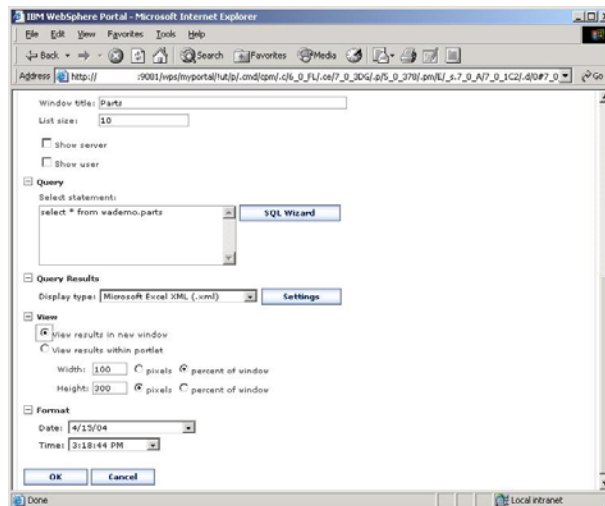 IBM WebSphere Portal - Microsoft Internet Explorer
File Edit View Favorites Tools Help
Back Search Favorites Media
Address http:// :9081/wps/myportal/!ut/p/.cmd/cpm/.c/6_0_FL/.ce/7_0_3DG/.p/5_0_378/.pm/E/_s.7_0_A/7_0_1C2/.d/0#7_0 Go
Window title: Parts
List size: 10
Show server
Show user
Query
Select statement:
select * from wademo.parts SQL Wizard
Query Results
Display type: Microsoft Excel XML (.xml) Settings
View
View results in new window
View results within portlet
Width: 100 pixels percent of window
Height: 300 pixels percent of window
Format
Date: 4/15/04
Time: 3:18:44 PM
OK Cancel
Done Local intranet